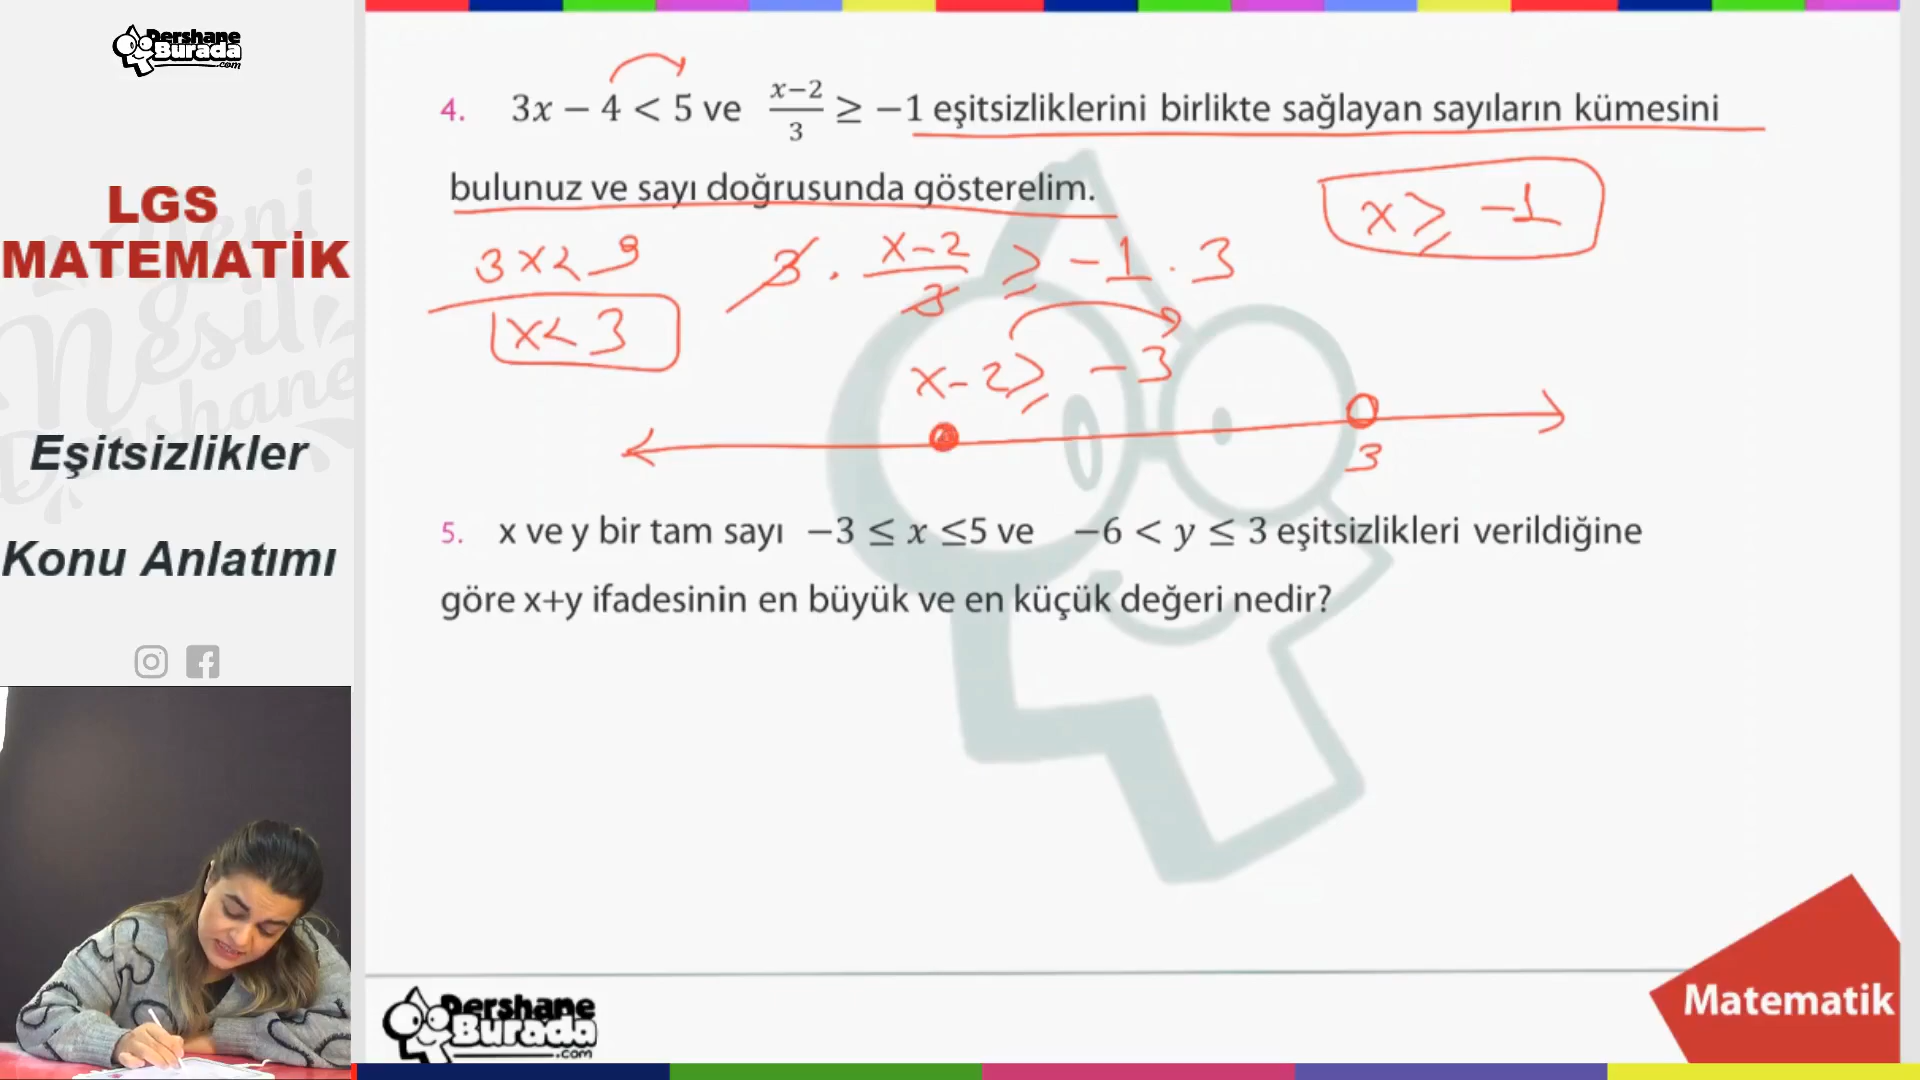 Dershane
Burada
.com
LGS
MATEMATİK
Eşitsizlikler
Konu Anlatımı
Yeni
Nesil
Dershane
4. 3x − 4 < 5 ve (x−2)/3 ≥ −1 eşitsizliklerini birlikte sağlayan sayıların kümesini
bulunuz ve sayı doğrusunda gösterelim.
x ≥ -1
3x < 9
3 . (x-2)/3 ≥ -1 . 3
x < 3
x - 2 ≥ -3
3
5. x ve y bir tam sayı −3 ≤ x ≤5 ve −6 < y ≤ 3 eşitsizlikleri verildiğine
göre x+y ifadesinin en büyük ve en küçük değeri nedir?
Dershane
Burada
.com
Matematik